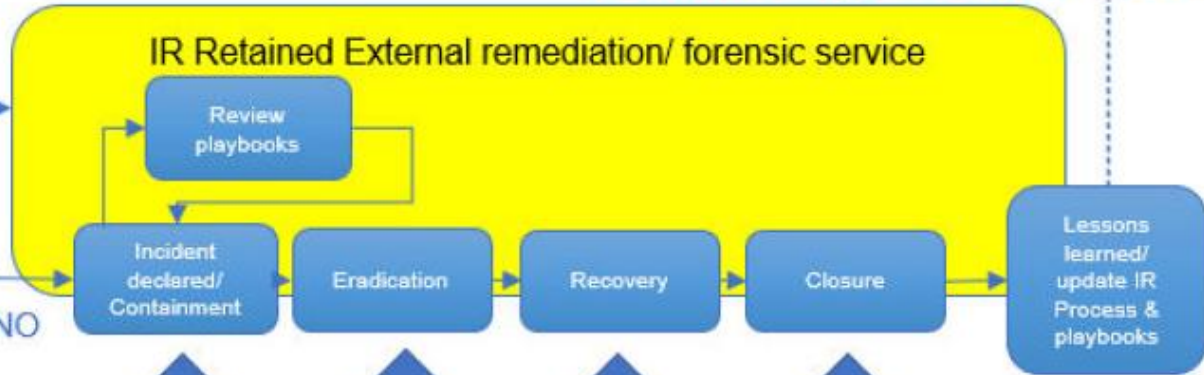 IR Retained External remediation/ forensic service
Review
playbooks
Incident
declared/
Containment
Eradication
Recovery
Closure
Lessons
learned/
update IR
Process &
playbooks
NO